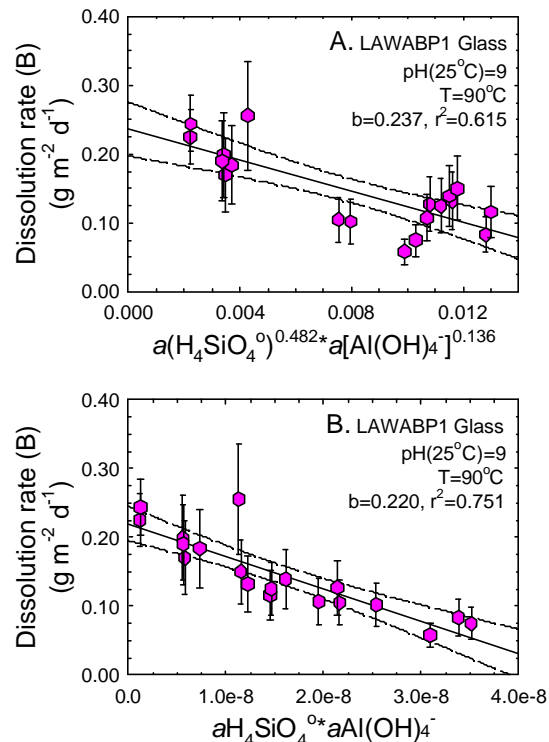 A. LAWABP1 Glass
pH(25°C)=9
T=90°C
b=0.237, r²=0.615
Dissolution rate (B)
(g m⁻² d⁻¹)
0.40
0.30
0.20
0.10
0.00
0.000 0.004 0.008 0.012
a(H₄SiO₄°)^0.482*a[Al(OH)₄⁻]^0.136
B. LAWABP1 Glass
pH(25°C)=9
T=90°C
b=0.220, r²=0.751
Dissolution rate (B)
(g m⁻² d⁻¹)
0.40
0.30
0.20
0.10
0.00
0.0 1.0e-8 2.0e-8 3.0e-8 4.0e-8
aH₄SiO₄°*aAl(OH)₄⁻